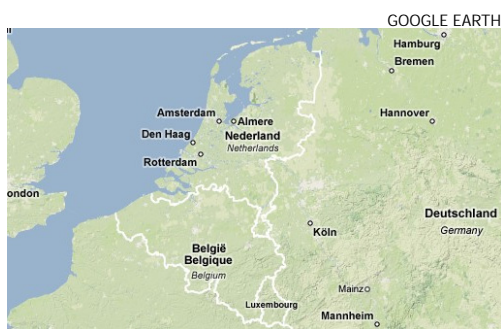 GOOGLE EARTH
Hamburg
Bremen
Amsterdam
Almere
Hannover
Den Haag
Nederland
Netherlands
Rotterdam
ondon
Deutschland
Germany
Köln
België
Belgique
Belgium
Mainz
Luxembourg
Mannheim